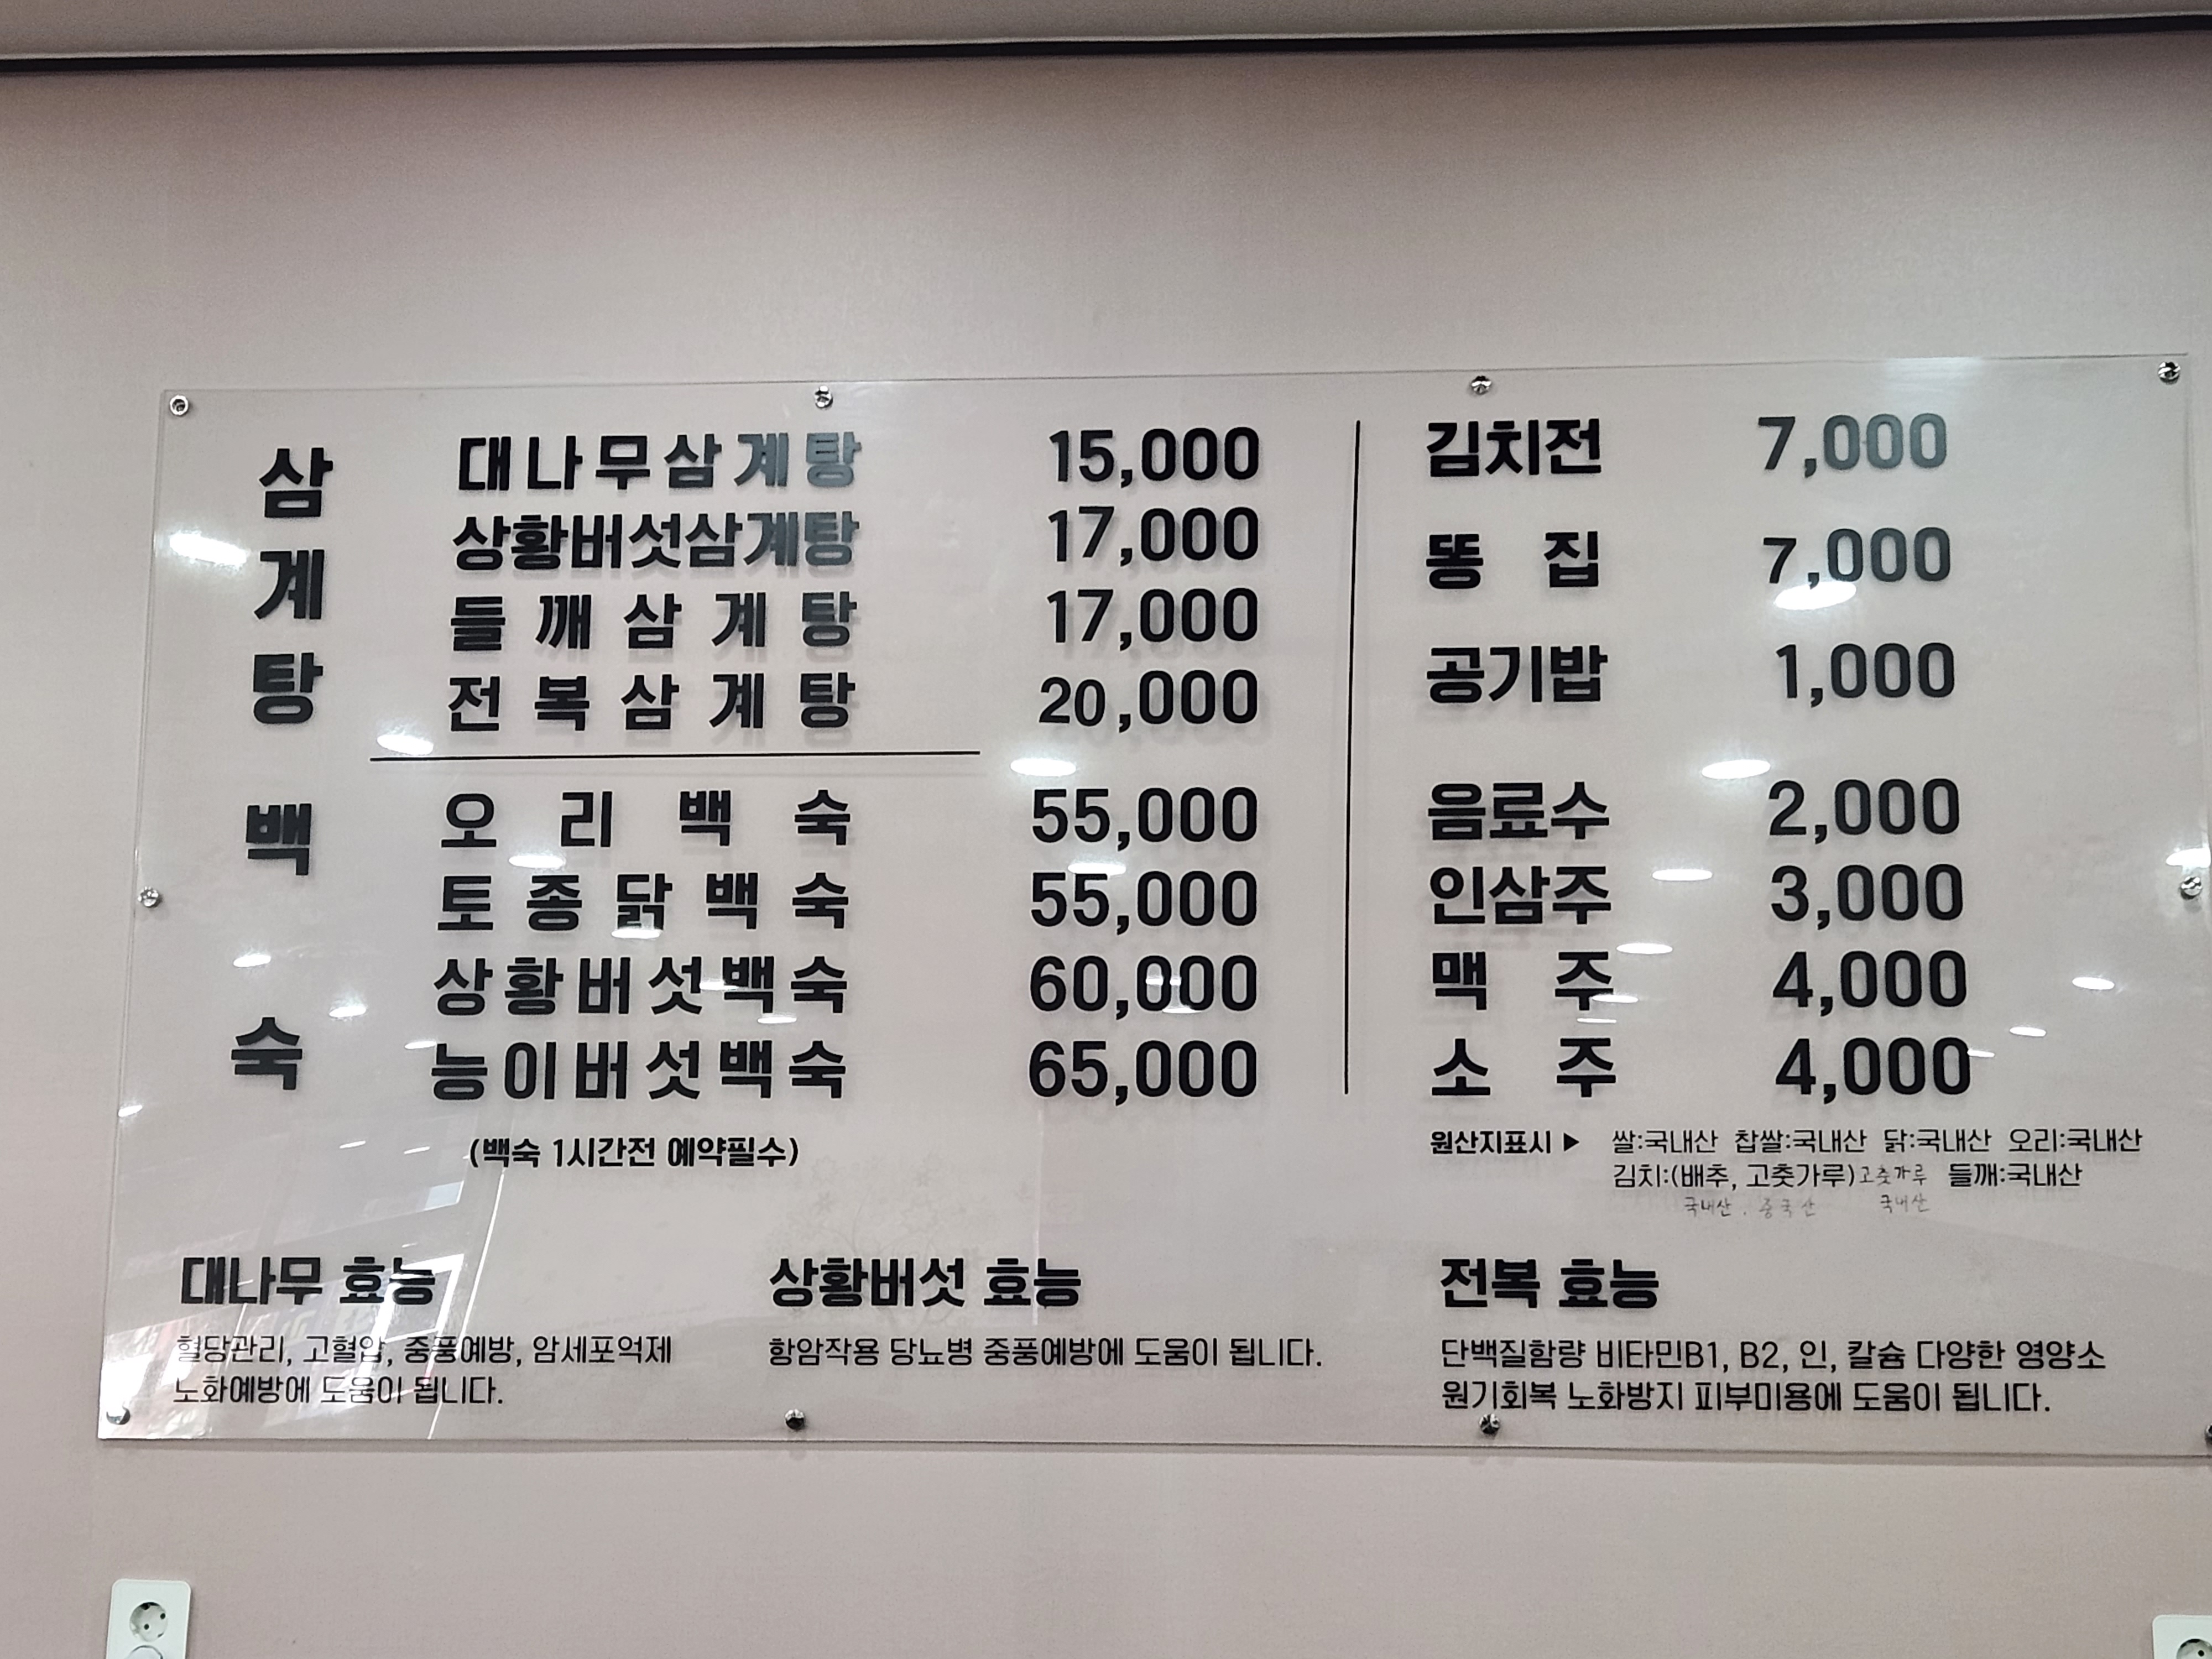 삼계탕
대나무삼계탕 15,000
상황버섯삼계탕 17,000
들깨삼계탕 17,000
전복삼계탕 20,000
백숙
오리백숙 55,000
토종닭백숙 55,000
상황버섯백숙 60,000
능이버섯백숙 65,000
(백숙 1시간전 예약필수)
김치전 7,000
똥집 7,000
공기밥 1,000
음료수 2,000
인삼주 3,000
맥주 4,000
소주 4,000
원산지표시 ▶ 쌀:국내산 찹쌀:국내산 닭:국내산 오리:국내산
김치:(배추, 고춧가루) 고춧가루 들깨:국내산
국내산 . 중국산 국내산
대나무 효능
혈당관리, 고혈압, 중풍예방, 암세포억제
노화예방에 도움이 됩니다.
상황버섯 효능
항암작용 당뇨병 중풍예방에 도움이 됩니다.
전복 효능
단백질함량 비타민B1, B2, 인, 칼슘 다양한 영양소
원기회복 노화방지 피부미용에 도움이 됩니다.